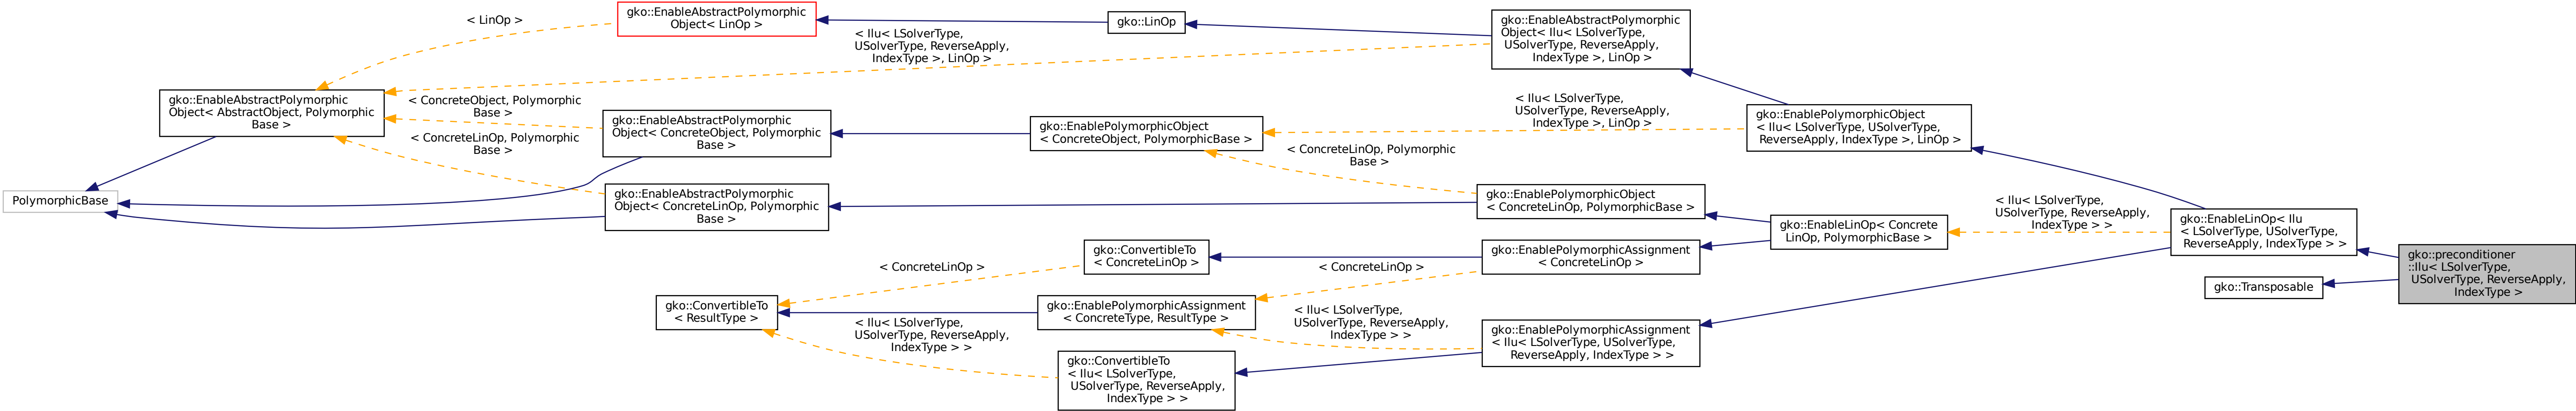 gko::EnableAbstractPolymorphic
Object< LinOp >
< LinOp >
gko::LinOp
gko::EnableAbstractPolymorphic
Object< Ilu< LSolverType,
USolverType, ReverseApply,
IndexType >, LinOp >
< Ilu< LSolverType,
USolverType, ReverseApply,
IndexType >, LinOp >
gko::EnableAbstractPolymorphic
Object< AbstractObject, Polymorphic
Base >
< ConcreteObject, Polymorphic
Base >
< ConcreteLinOp, Polymorphic
Base >
gko::EnableAbstractPolymorphic
Object< ConcreteObject, Polymorphic
Base >
gko::EnablePolymorphicObject
< ConcreteObject, PolymorphicBase >
< Ilu< LSolverType,
USolverType, ReverseApply,
IndexType >, LinOp >
gko::EnablePolymorphicObject
< Ilu< LSolverType, USolverType,
ReverseApply, IndexType >, LinOp >
< ConcreteLinOp, Polymorphic
Base >
PolymorphicBase
gko::EnableAbstractPolymorphic
Object< ConcreteLinOp, Polymorphic
Base >
gko::EnablePolymorphicObject
< ConcreteLinOp, PolymorphicBase >
gko::EnableLinOp< Concrete
LinOp, PolymorphicBase >
< Ilu< LSolverType,
USolverType, ReverseApply,
IndexType > >
gko::EnableLinOp< Ilu
< LSolverType, USolverType,
ReverseApply, IndexType > >
gko::preconditioner
::Ilu< LSolverType,
USolverType, ReverseApply,
IndexType >
gko::Transposable
gko::ConvertibleTo
< ConcreteLinOp >
< ConcreteLinOp >
gko::EnablePolymorphicAssignment
< ConcreteLinOp >
< ConcreteLinOp >
gko::ConvertibleTo
< ResultType >
gko::EnablePolymorphicAssignment
< ConcreteType, ResultType >
< Ilu< LSolverType,
USolverType, ReverseApply,
IndexType > >
< Ilu< LSolverType,
USolverType, ReverseApply,
IndexType > >
gko::EnablePolymorphicAssignment
< Ilu< LSolverType, USolverType,
ReverseApply, IndexType > >
gko::ConvertibleTo
< Ilu< LSolverType,
USolverType, ReverseApply,
IndexType > >